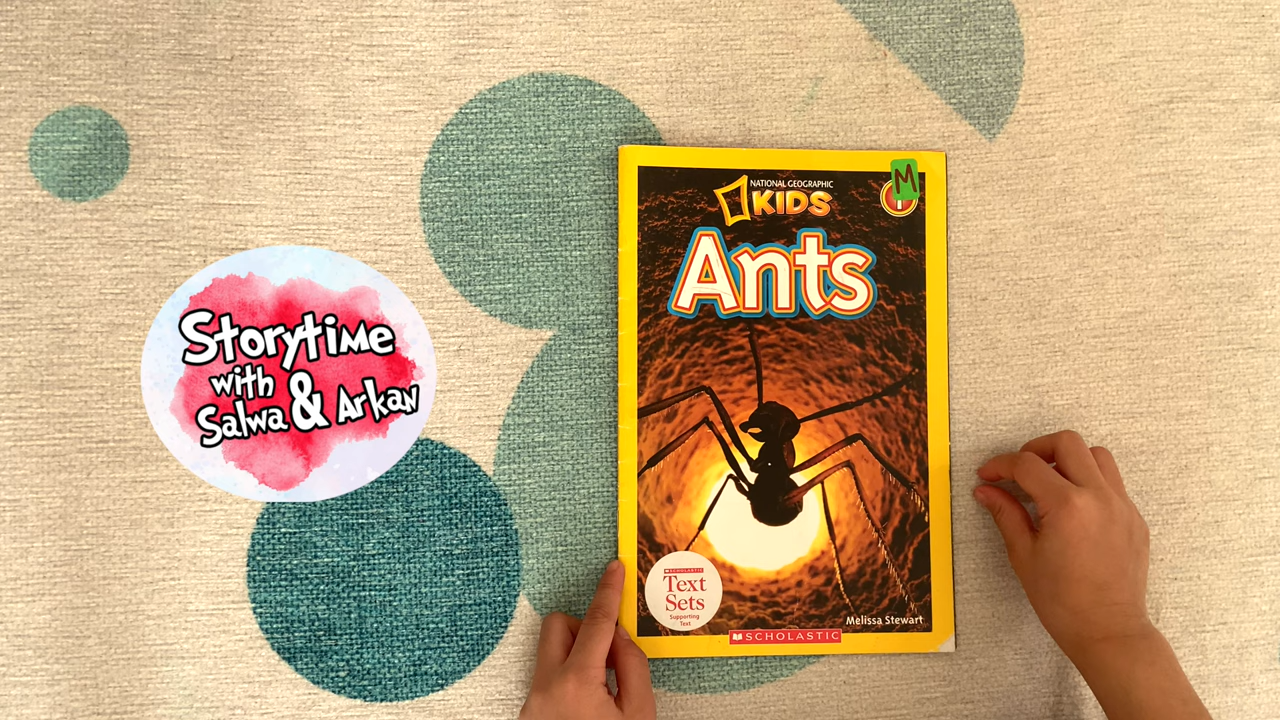 Storytime
with
Salwa & Arkan
NATIONAL GEOGRAPHIC
KIDS
M
Ants
SCHOLASTIC
Text
Sets
Supporting
Text
Melissa Stewart
SCHOLASTIC